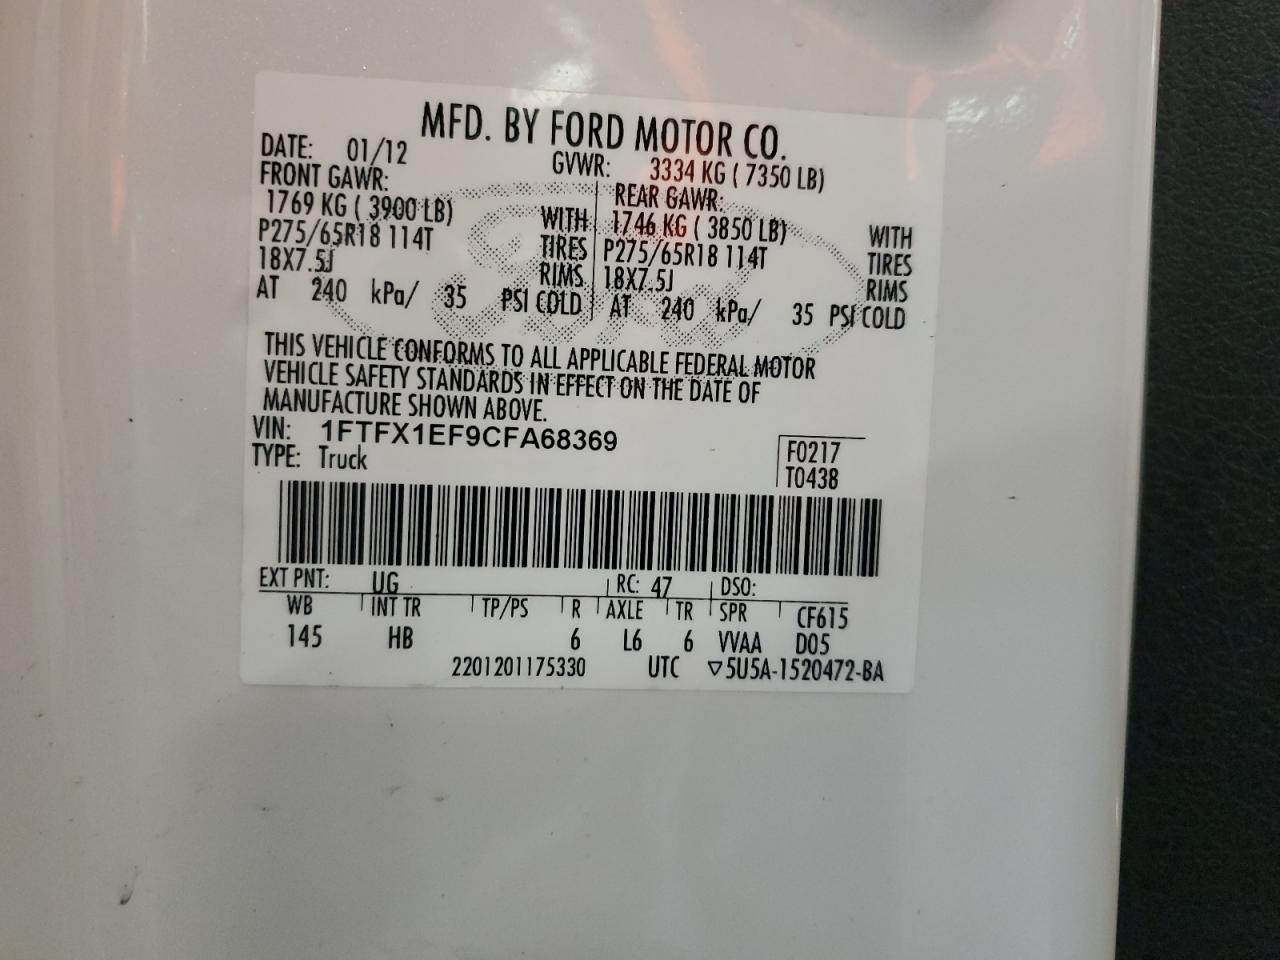 MFD. BY FORD MOTOR CO.
DATE: 01/12 GVWR: 3334 KG ( 7350 LB)
FRONT GAWR: REAR GAWR:
1769 KG ( 3900 LB) WITH 1746 KG ( 3850 LB) WITH
P275/65R18 114T TIRES P275/65R18 114T TIRES
18X7.5J RIMS 18X7.5J RIMS
AT 240 kPa/ 35 PSI COLD AT 240 kPa/ 35 PSI COLD
THIS VEHICLE CONFORMS TO ALL APPLICABLE FEDERAL MOTOR
VEHICLE SAFETY STANDARDS IN EFFECT ON THE DATE OF
MANUFACTURE SHOWN ABOVE.
VIN: 1FTFX1EF9CFA68369 F0217
TYPE: Truck T0438
EXT PNT: UG RC: 47 DSO:
WB INT TR TP/PS R AXLE TR SPR CF615
145 HB 6 L6 6 VVAA D05
2201201175330 UTC ▽5U5A-1520472-BA